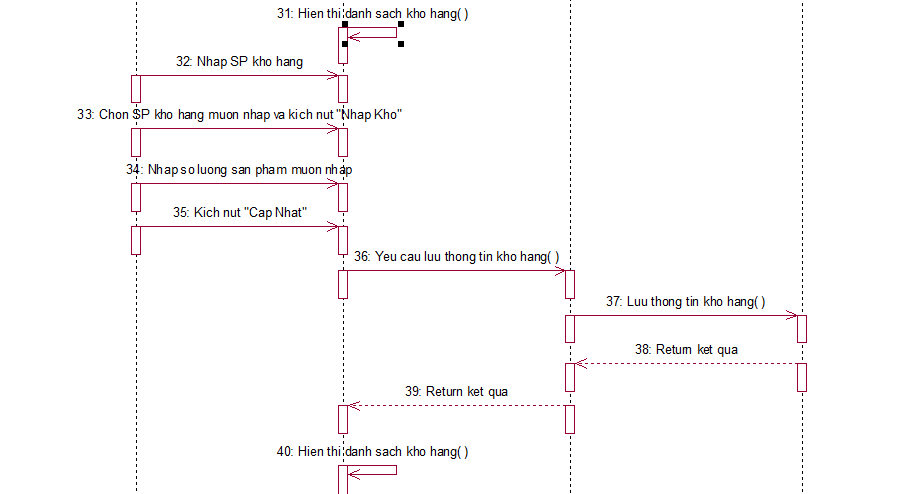 31: Hien thi danh sach kho hang( )
32: Nhap SP kho hang
33: Chon SP kho hang muon nhap va kich nut "Nhap Kho"
34: Nhap so luong san pham muon nhap
35: Kich nut "Cap Nhat"
36: Yeu cau luu thong tin kho hang( )
37: Luu thong tin kho hang( )
38: Return ket qua
39: Return ket qua
40: Hien thi danh sach kho hang( )